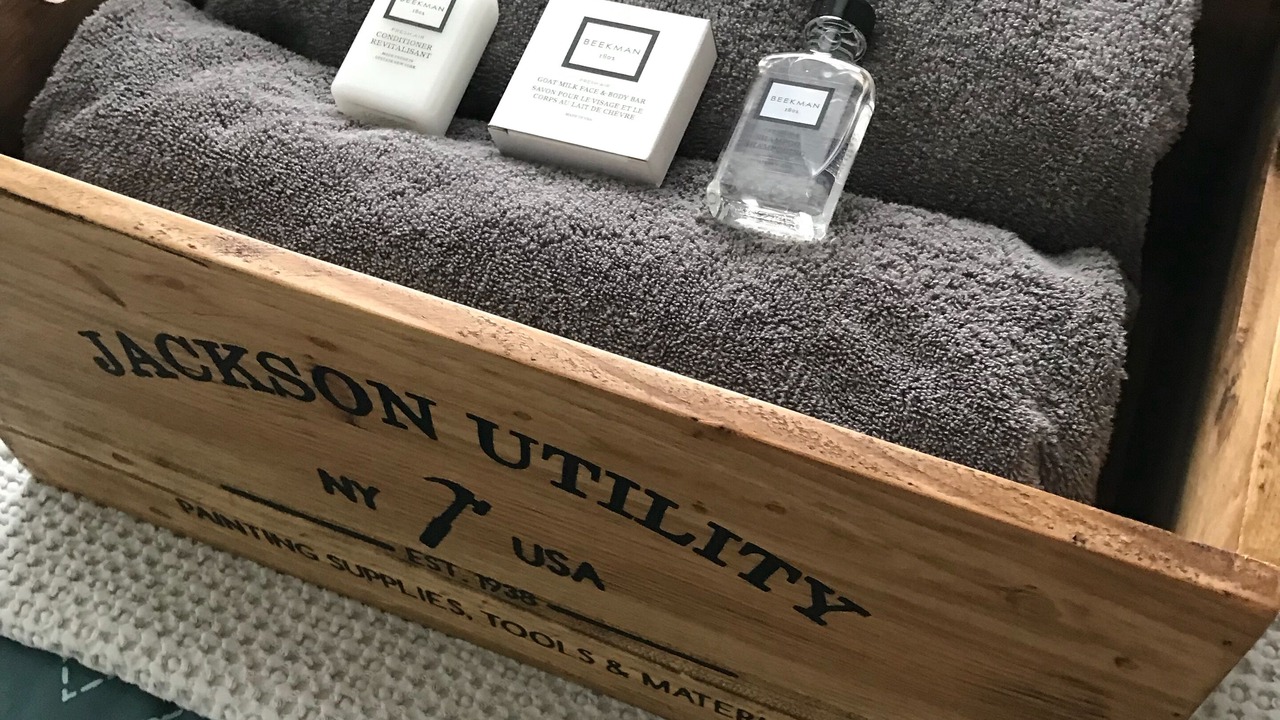 BEEKMAN
1802
CONDITIONER
REVITALISANT
BEEKMAN
1802
GOAT MILK FACE & BODY BAR
SAVON POUR LE VISAGE ET LE
CORPS AU LAIT DE CHÈVRE
BEEKMAN
1802
JACKSON UTILITY
NY USA
EST. 1938
PAINTING SUPPLIES, TOOLS &